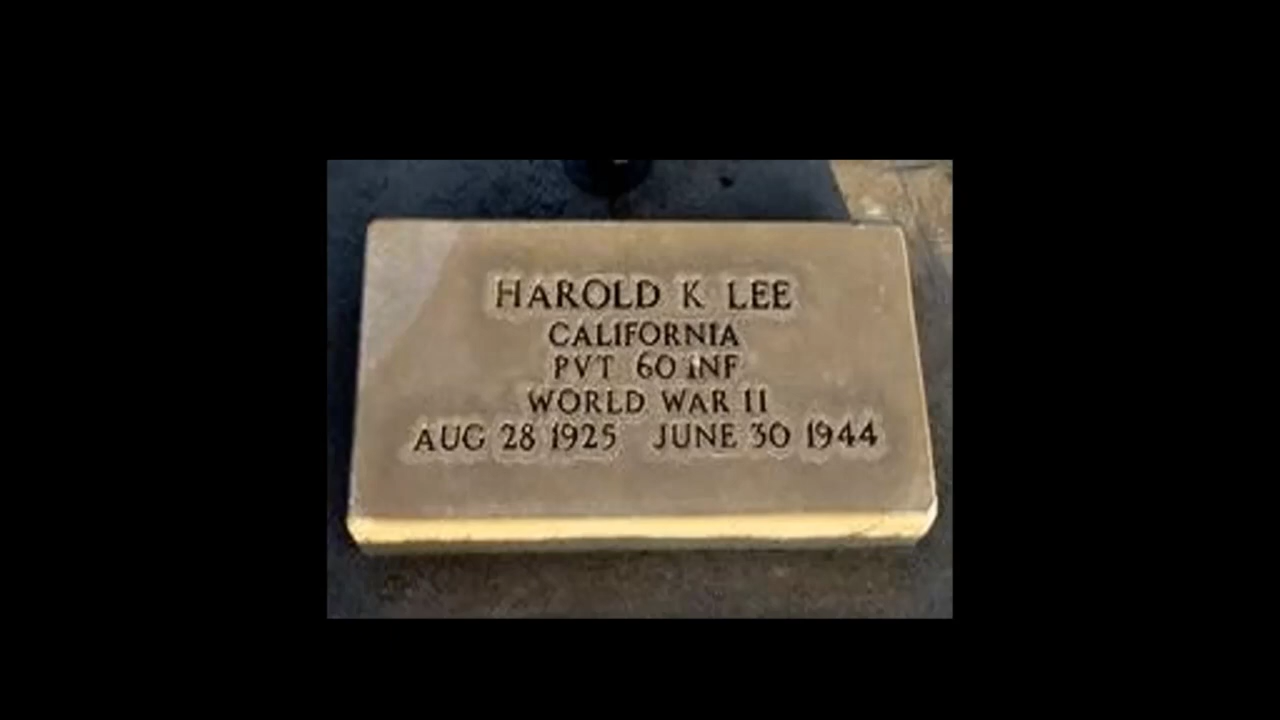 HAROLD K LEE
CALIFORNIA
PVT 60 INF
WORLD WAR II
AUG 28 1925 JUNE 30 1944